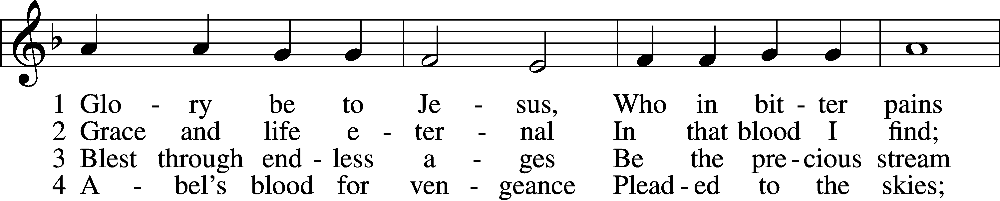 1 Glo - ry be to Je - sus, Who in bit - ter pains
2 Grace and life e - ter - nal In that blood I find;
3 Blest through end - less a - ges Be the pre - cious stream
4 A - bel's blood for ven - geance Plead - ed to the skies;